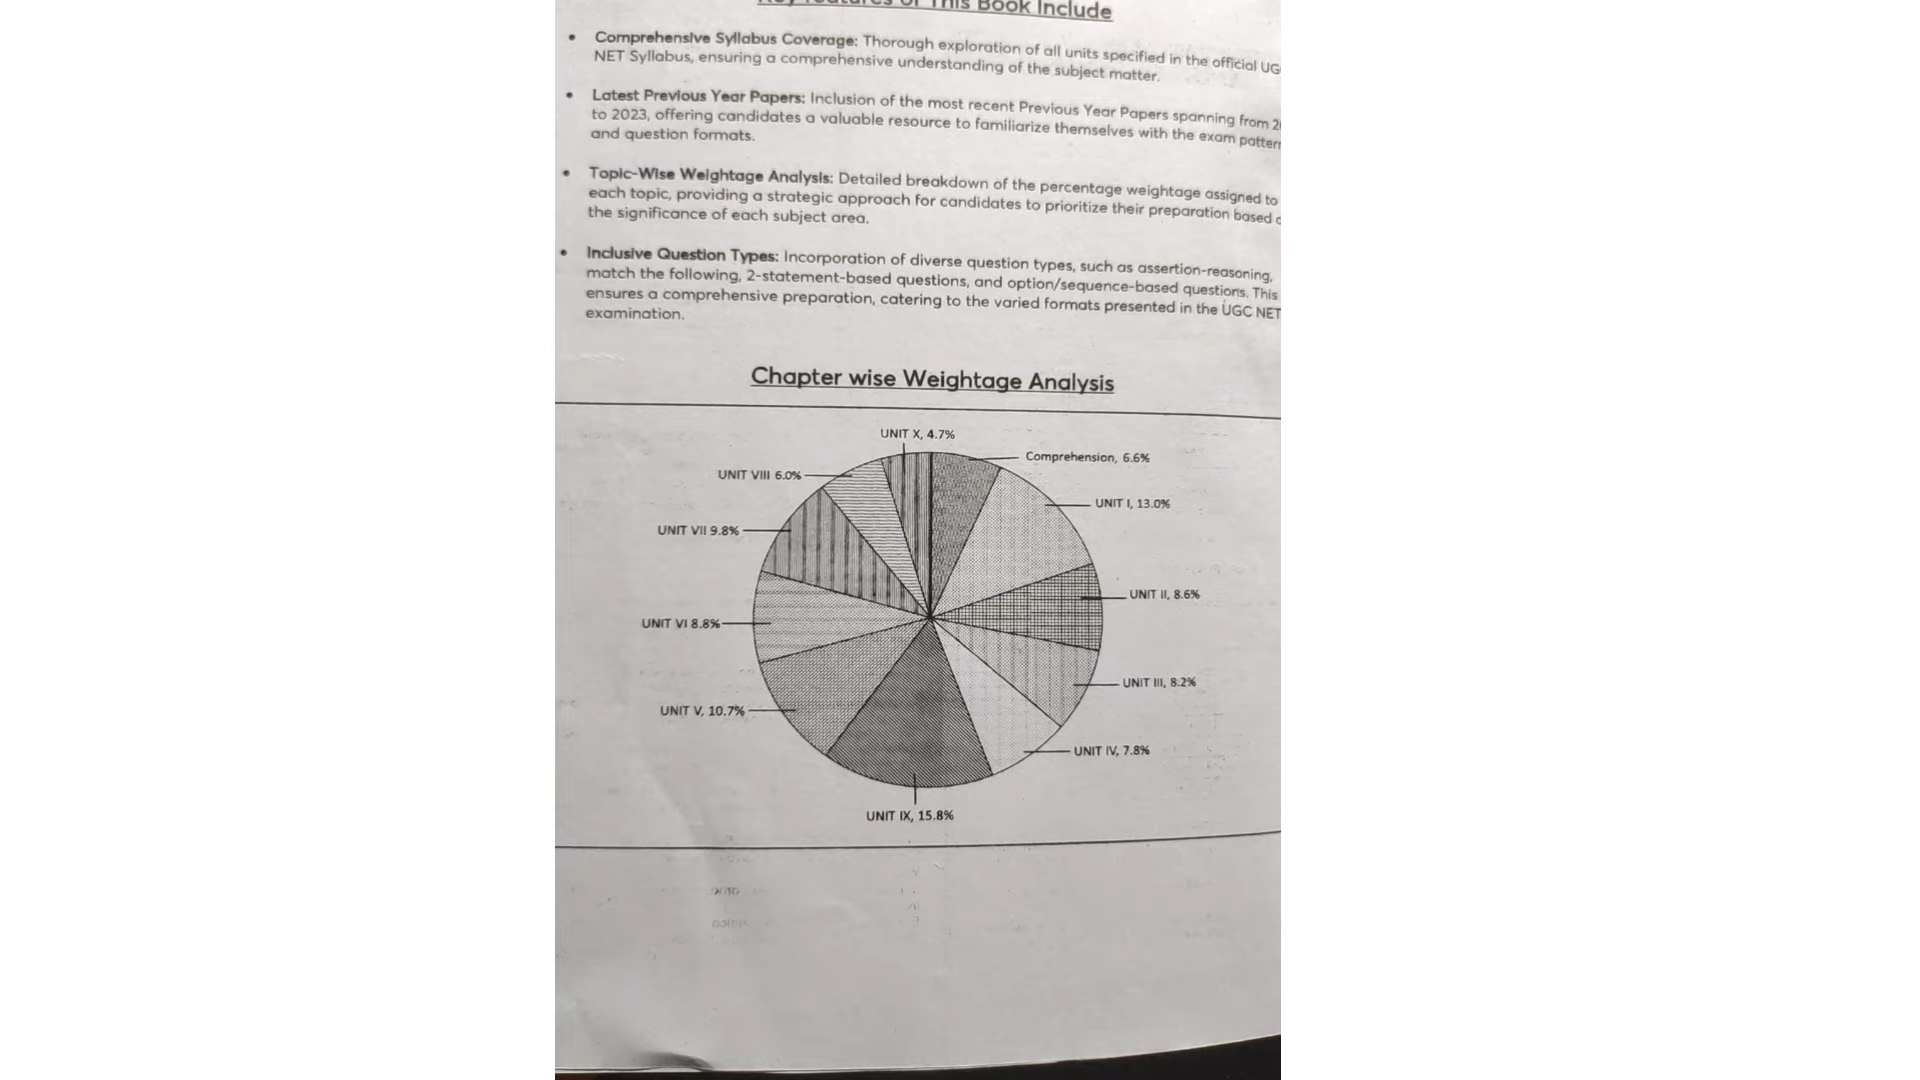 Key Features of This Book Include
• Comprehensive Syllabus Coverage: Thorough exploration of all units specified in the official
NET Syllabus, ensuring a comprehensive understanding of the subject matter.
• Latest Previous Year Papers: Inclusion of the most recent Previous Year Papers spanning from
to 2023, offering candidates a valuable resource to familiarize themselves with the exam
and question formats.
• Topic-Wise Weightage Analysis: Detailed breakdown of the percentage weightage assigned to
each topic, providing a strategic approach for candidates to prioritize their preparation based
the significance of each subject area.
• Inclusive Question Types: Incorporation of diverse question types, such as assertion-reasoning,
match the following, 2-statement-based questions, and option/sequence-based questions. This
ensures a comprehensive preparation, catering to the varied formats presented in the UGC NET
examination.
Chapter wise Weightage Analysis
UNIT X, 4.7%
Comprehension, 6.6%
UNIT VIII 6.0%
UNIT I, 13.0%
UNIT VII 9.8%
UNIT II, 8.6%
UNIT VI 8.8%
UNIT III, 8.2%
UNIT V, 10.7%
UNIT IV, 7.8%
UNIT IX, 15.8%